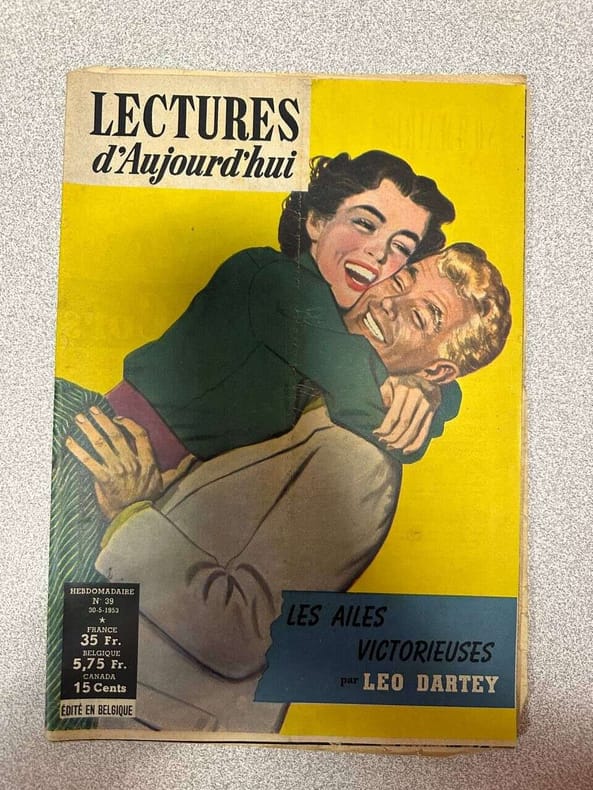 LECTURES
d'Aujourd'hui
HEBDOMADAIRE
N° 39
30-5-1953
★
FRANCE
35 Fr.
BELGIQUE
5,75 Fr.
CANADA
15 Cents
ÉDITÉ EN BELGIQUE
LES AILES
VICTORIEUSES
par LEO DARTEY